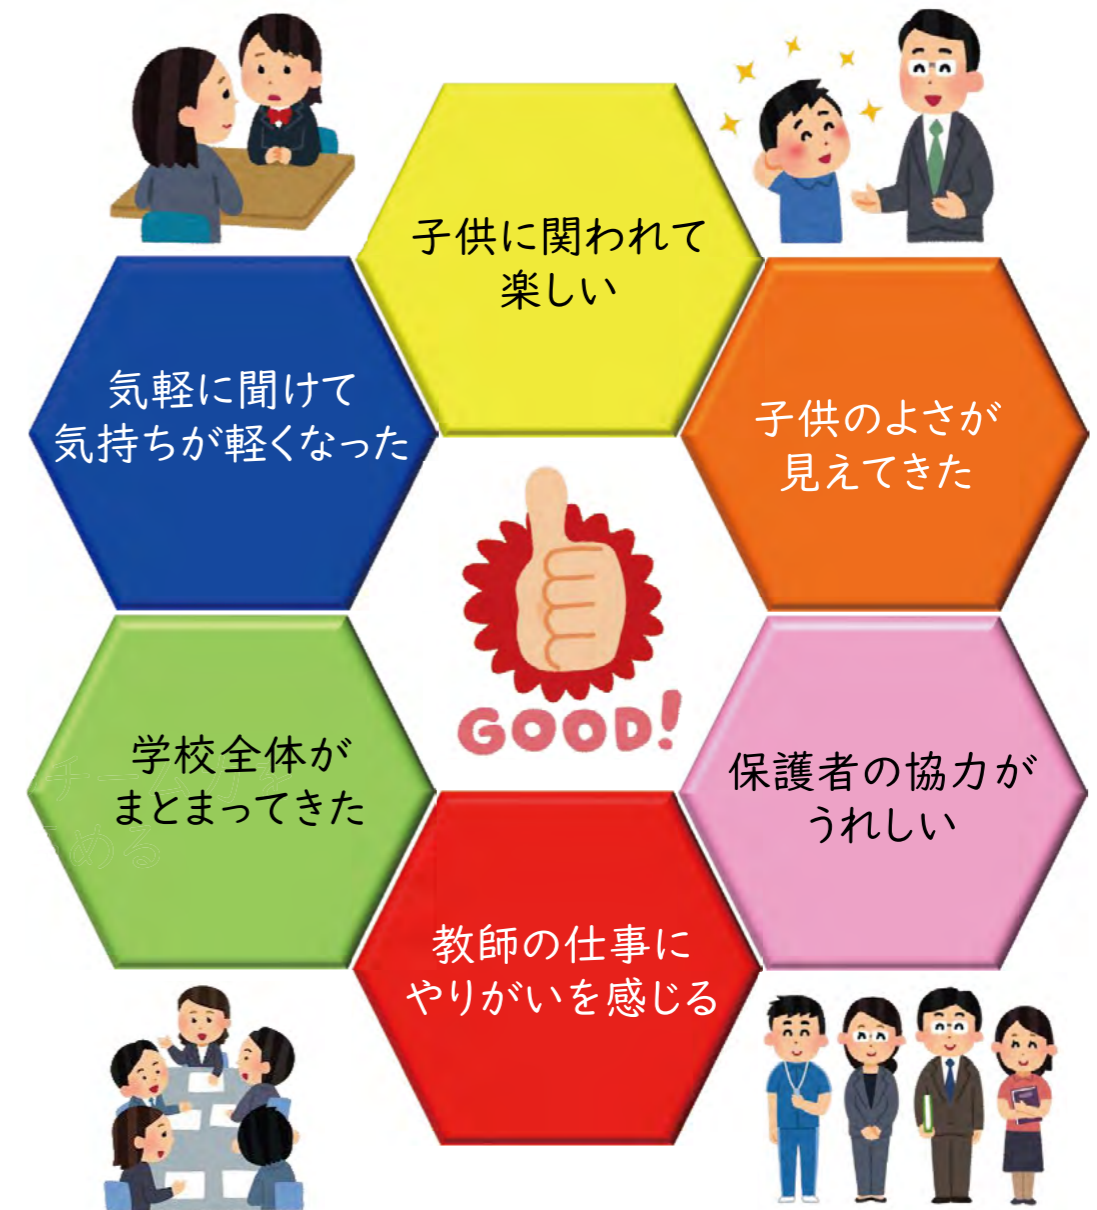 子供に関われて
楽しい
気軽に聞けて
気持ちが軽くなった
子供のよさが
見えてきた
GOOD!
学校全体が
まとまってきた
保護者の協力が
うれしい
教師の仕事に
やりがいを感じる